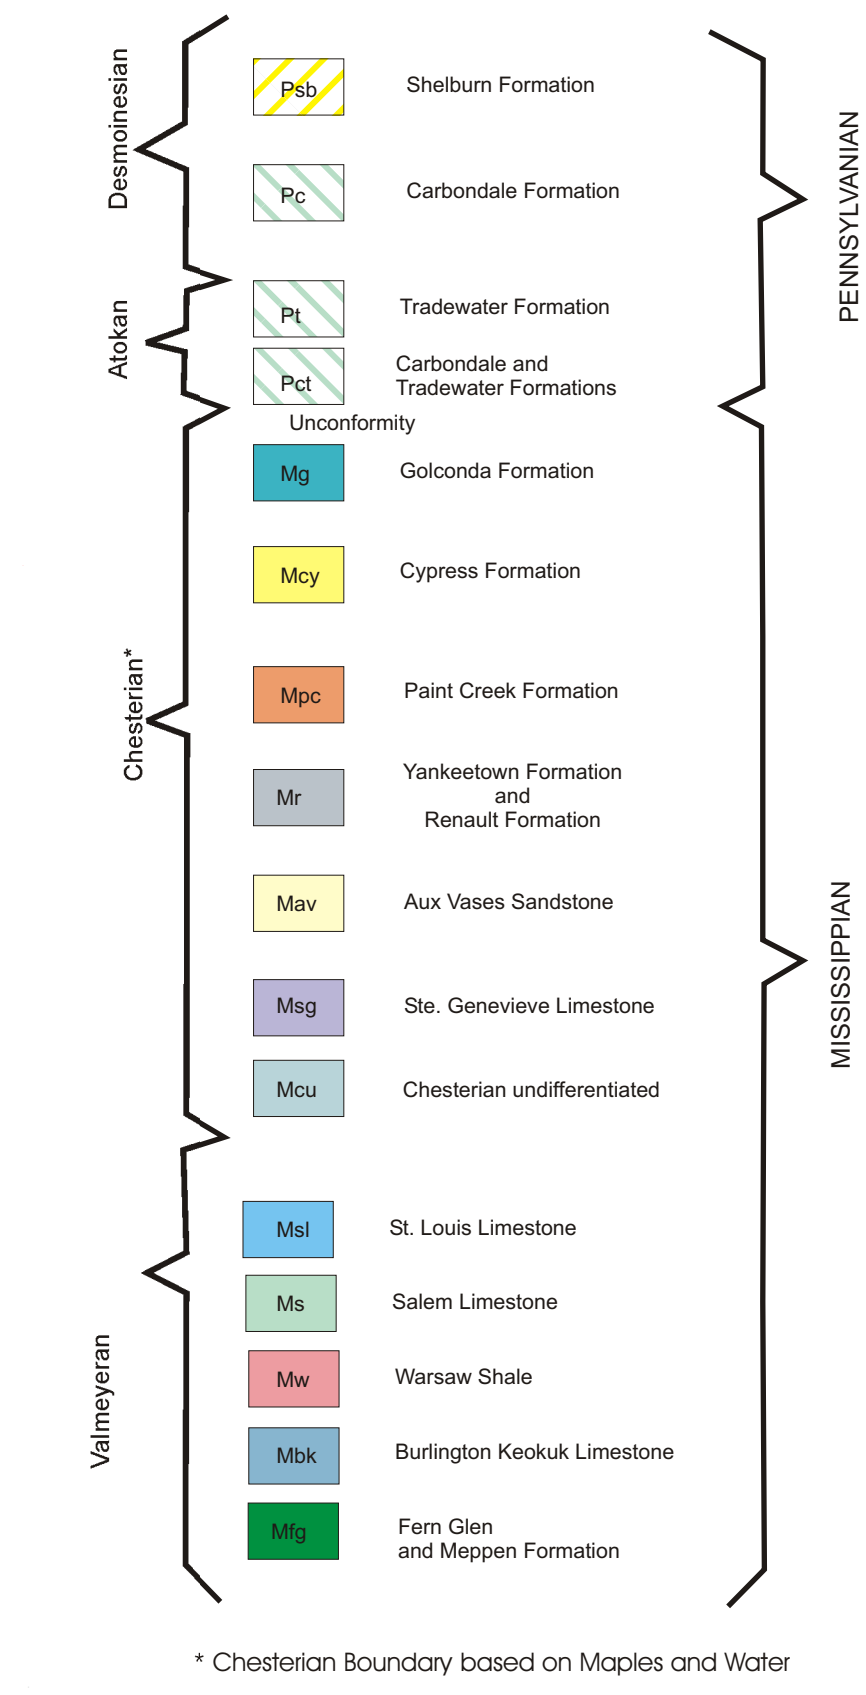 Desmoinesian
Psb
Shelburn Formation
Pc
Carbondale Formation
PENNSYLVANIAN
Atokan
Pt
Tradewater Formation
Pct
Carbondale and
Tradewater Formations
Unconformity
Mg
Golconda Formation
Mcy
Cypress Formation
Chesterian*
Mpc
Paint Creek Formation
Mr
Yankeetown Formation
and
Renault Formation
Mav
Aux Vases Sandstone
MISSISSIPPIAN
Msg
Ste. Genevieve Limestone
Mcu
Chesterian undifferentiated
Valmeyeran
Msl
St. Louis Limestone
Ms
Salem Limestone
Mw
Warsaw Shale
Mbk
Burlington Keokuk Limestone
Mfg
Fern Glen
and Meppen Formation
* Chesterian Boundary based on Maples and Water